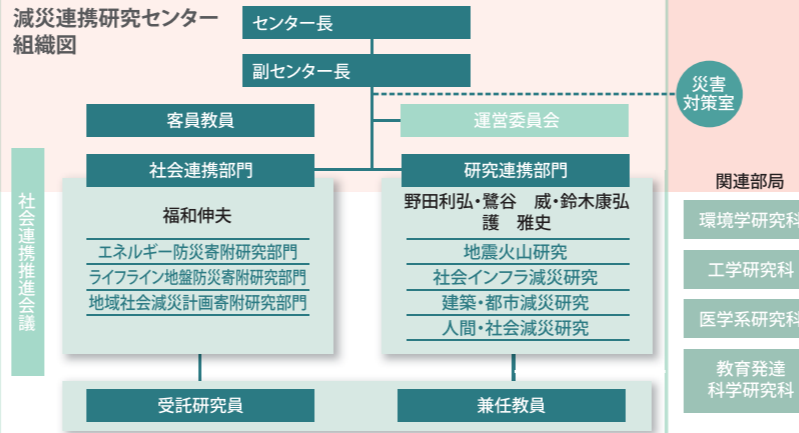 減災連携研究センター
組織図
センター長
副センター長
災害
対策室
客員教員
運営委員会
社会連携部門
研究連携部門
社会連携推進会議
福和伸夫
エネルギー防災寄附研究部門
ライフライン地盤防災寄附研究部門
地域社会減災計画寄附研究部門
野田利弘・鷺谷　威・鈴木康弘
護　雅史
地震火山研究
社会インフラ減災研究
建築・都市減災研究
人間・社会減災研究
関連部局
環境学研究科
工学研究科
医学系研究科
教育発達
科学研究科
受託研究員
兼任教員